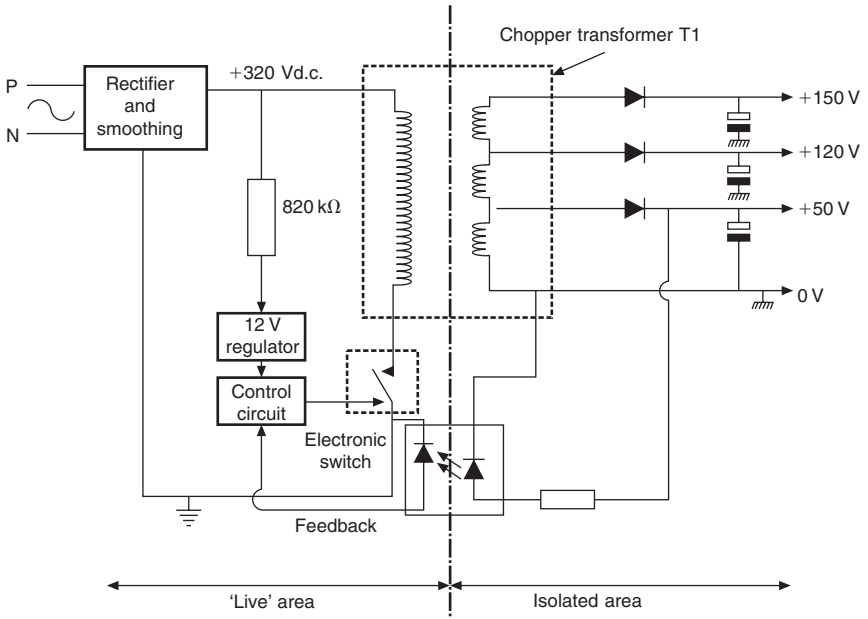 Chopper transformer T1
P
N
Rectifier
and
smoothing
+320 Vd.c.
+150 V
+120 V
+50 V
0 V
820 kΩ
12 V
regulator
Control
circuit
Electronic
switch
Feedback
'Live' area
Isolated area